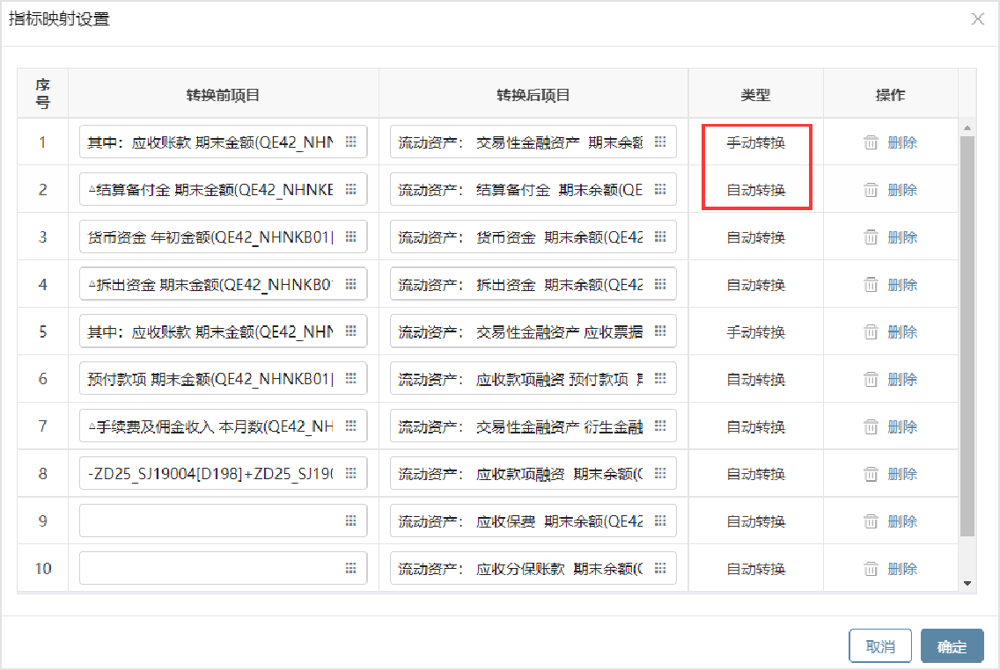 指标映射设置
序号 转换前项目 转换后项目 类型 操作
1 其中：应收账款 期末金额(QE42_NHN 流动资产： 交易性金融资产 期末余额 手动转换 删除
2 △结算备付金 期末金额(QE42_NHNKE 流动资产： 结算备付金 期末余额(QE 自动转换 删除
3 货币资金 年初金额(QE42_NHNKB01[ 流动资产： 货币资金 期末余额(QE42 自动转换 删除
4 △拆出资金 期末金额(QE42_NHNKB0 流动资产： 拆出资金 期末余额(QE42 自动转换 删除
5 其中：应收账款 期末金额(QE42_NHN 流动资产： 交易性金融资产 应收票据 手动转换 删除
6 预付款项 期末金额(QE42_NHNKB01[ 流动资产： 应收款项融资 预付款项 自动转换 删除
7 △手续费及佣金收入 本月数(QE42_NH 流动资产： 交易性金融资产 衍生金融 自动转换 删除
8 -ZD25_SJ19004[D198]+ZD25_SJ190 流动资产： 应收款项融资 期末余额( 自动转换 删除
9 流动资产： 应收保费 期末余额(QE42 自动转换 删除
10 流动资产： 应收分保账款 期末余额( 自动转换 删除
取消 确定